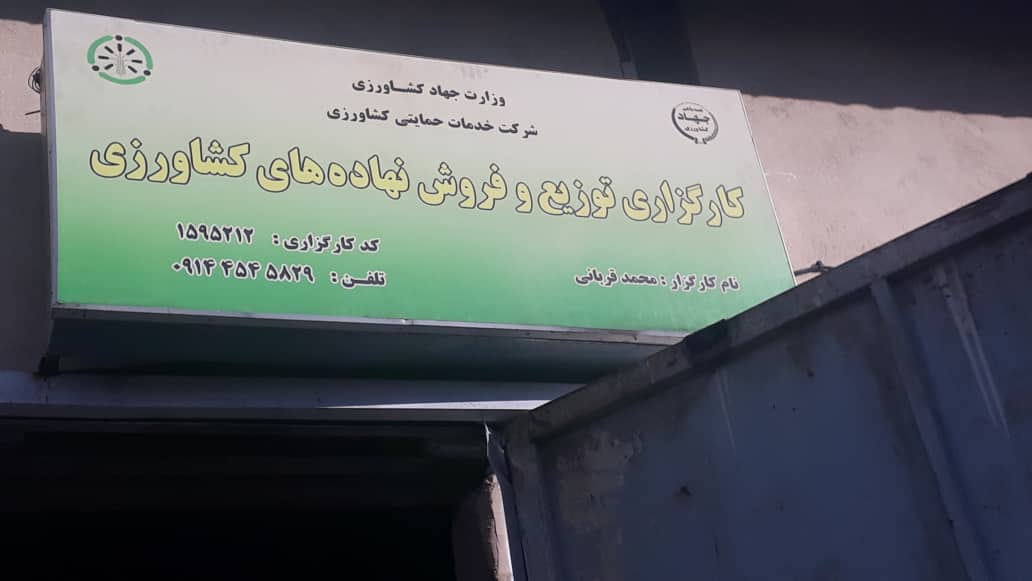 وزارت جهاد کشاورزی
شرکت خدمات حمایتی کشاورزی
جهاد
کشاورزی
کارگزاری توزیع و فروش نهاده‌های کشاورزی
نام کارگزار : محمد قربانی
کد کارگزاری : ۱۵۹۵۲۱۲
تلفن : ۰۹۱۴ ۴۵۴ ۵۸۲۹